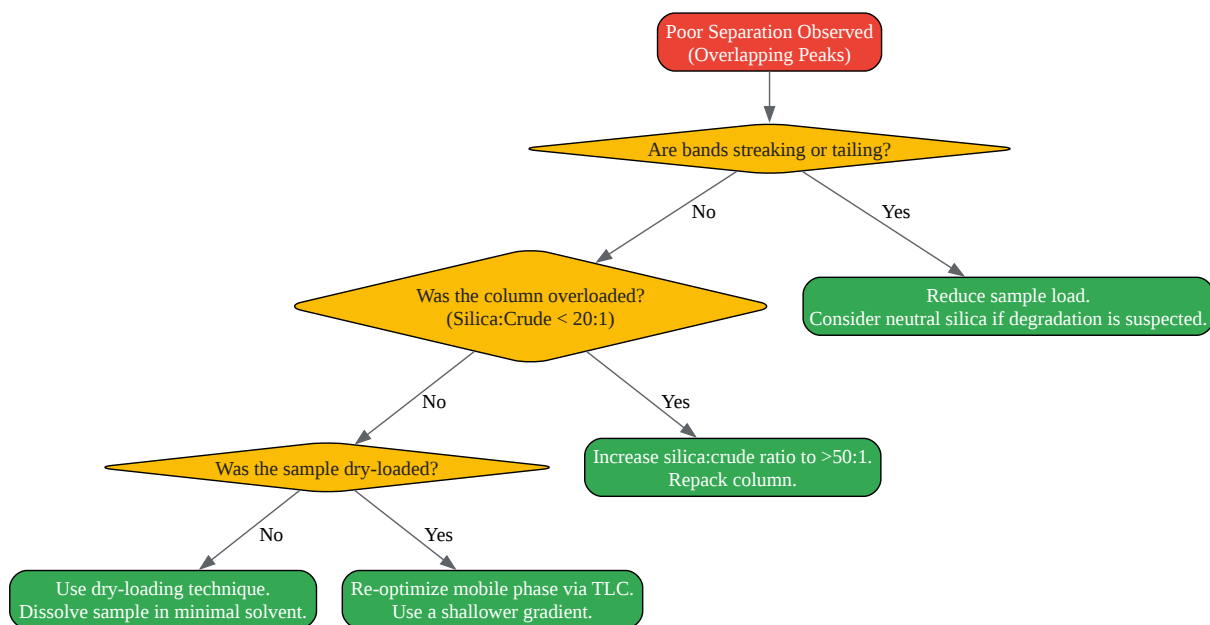 Poor Separation Observed
(Overlapping Peaks)
Are bands streaking or tailing?
No
Yes
Was the column overloaded?
(Silica:Crude < 20:1)
Reduce sample load.
Consider neutral silica if degradation is suspected.
No
Yes
Was the sample dry-loaded?
Increase silica:crude ratio to >50:1.
Repack column.
No
Yes
Use dry-loading technique.
Dissolve sample in minimal solvent.
Re-optimize mobile phase via TLC.
Use a shallower gradient.